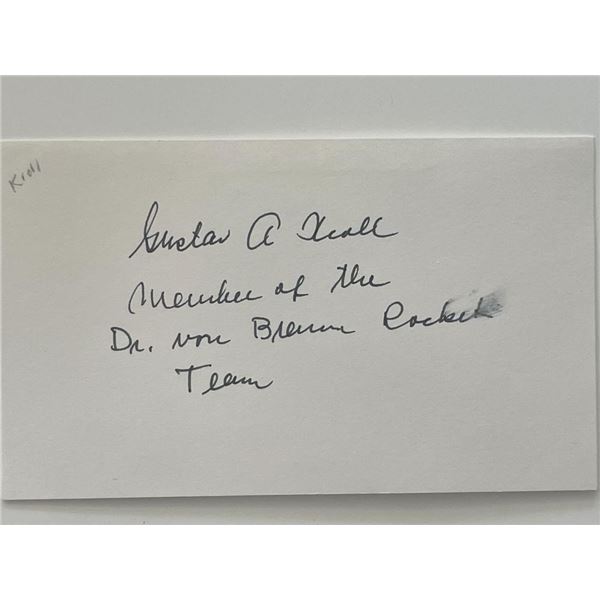 Kroll
Gustav A Kroll
Member of the
Dr. von Braun Rocket
Team